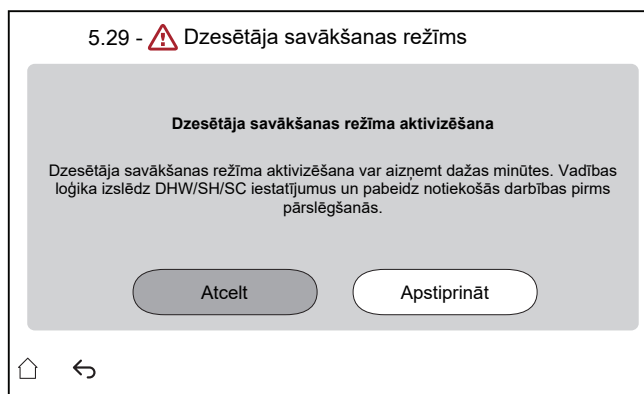 5.29 - Dzesētāja savākšanas režīms
Dzesētāja savākšanas režīma aktivizēšana
Dzesētāja savākšanas režīma aktivizēšana var aizņemt dažas minūtes. Vadības
loģika izslēdz DHW/SH/SC iestatījumus un pabeidz notiekošās darbības pirms
pārslēgšanās.
Atcelt
Apstiprināt